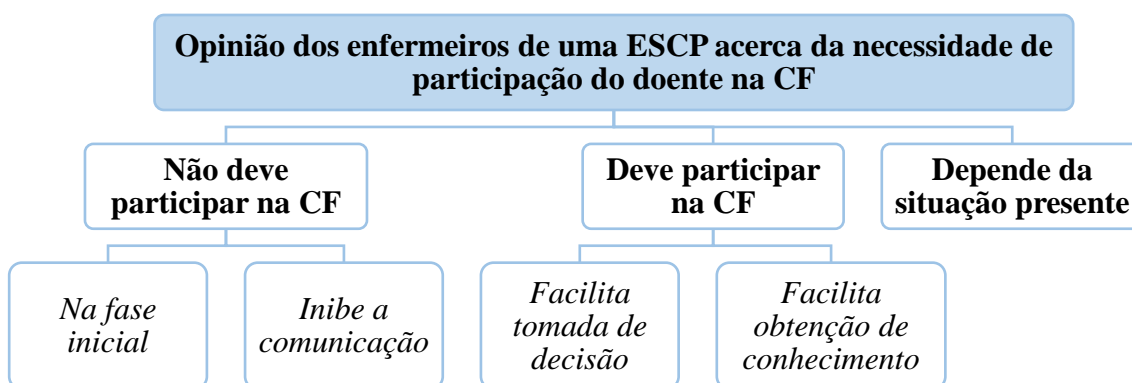 Opinião dos enfermeiros de uma ESCP acerca da necessidade de
participação do doente na CF
Não deve
participar na CF
Deve participar
na CF
Depende da
situação presente
Na fase
inicial
Inibe a
comunicação
Facilita
tomada de
decisão
Facilita
obtenção de
conhecimento